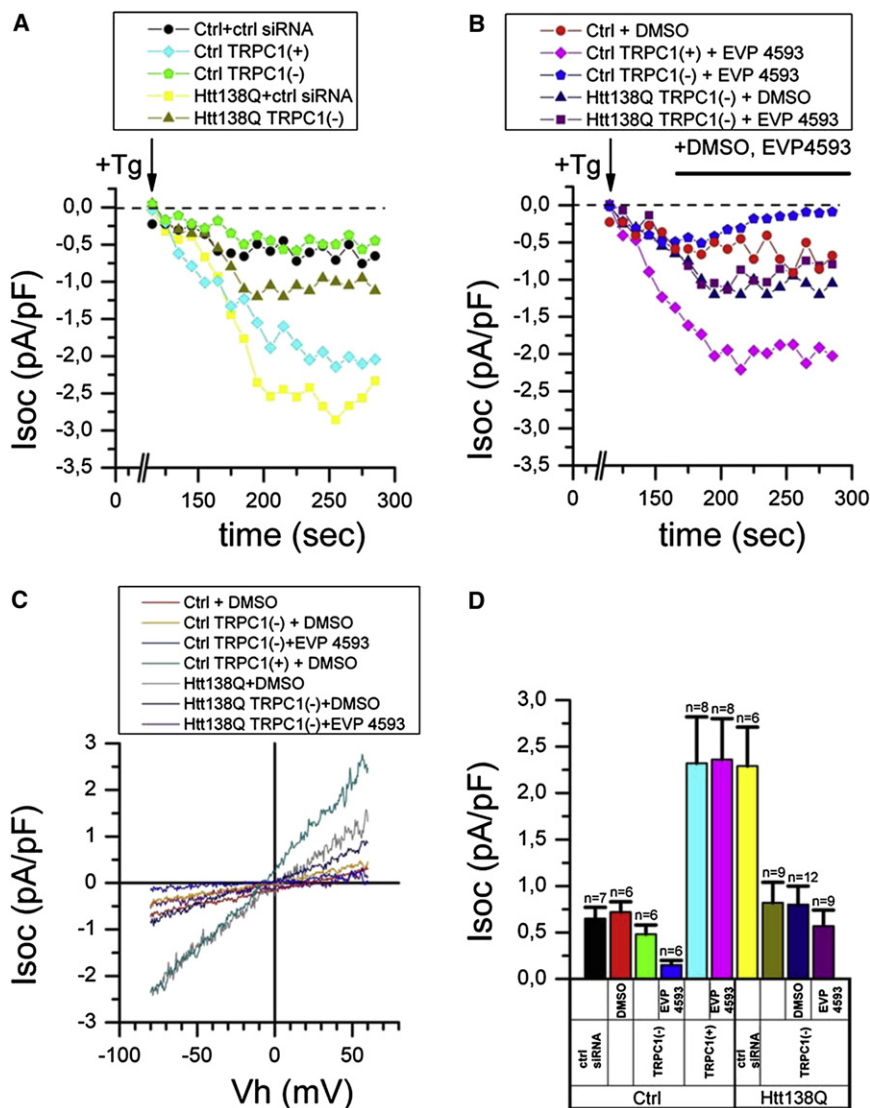 A
Ctrl+ctrl siRNA
Ctrl TRPC1(+)
Ctrl TRPC1(-)
Htt138Q+ctrl siRNA
Htt138Q TRPC1(-)
+Tg
0,0
-0,5
-1,0
-1,5
-2,0
-2,5
-3,0
-3,5
Isoc (pA/pF)
0
150
200
250
300
time (sec)
B
Ctrl + DMSO
Ctrl TRPC1(+) + EVP 4593
Ctrl TRPC1(-) + EVP 4593
Htt138Q TRPC1(-) + DMSO
Htt138Q TRPC1(-) + EVP 4593
+Tg
+DMSO, EVP4593
0,0
-0,5
-1,0
-1,5
-2,0
-2,5
-3,0
-3,5
Isoc (pA/pF)
0
150
200
250
300
time (sec)
C
Ctrl + DMSO
Ctrl TRPC1(-) + DMSO
Ctrl TRPC1(-)+EVP 4593
Ctrl TRPC1(+) + DMSO
Htt138Q+DMSO
Htt138Q TRPC1(-)+DMSO
Htt138Q TRPC1(-)+EVP 4593
3
2
1
0
-1
-2
-3
Isoc (pA/pF)
-100
-50
0
50
Vh (mV)
D
3,0
2,5
2,0
1,5
1,0
0,5
0,0
Isoc (pA/pF)
n=7
n=6
n=6
n=6
n=8
n=8
n=6
n=9
n=12
n=9
DMSO
EVP
4593
EVP
4593
DMSO
EVP
4593
ctrl
siRNA
TRPC1(-)
TRPC1(+)
ctrl
siRNA
TRPC1(-)
Ctrl
Htt138Q